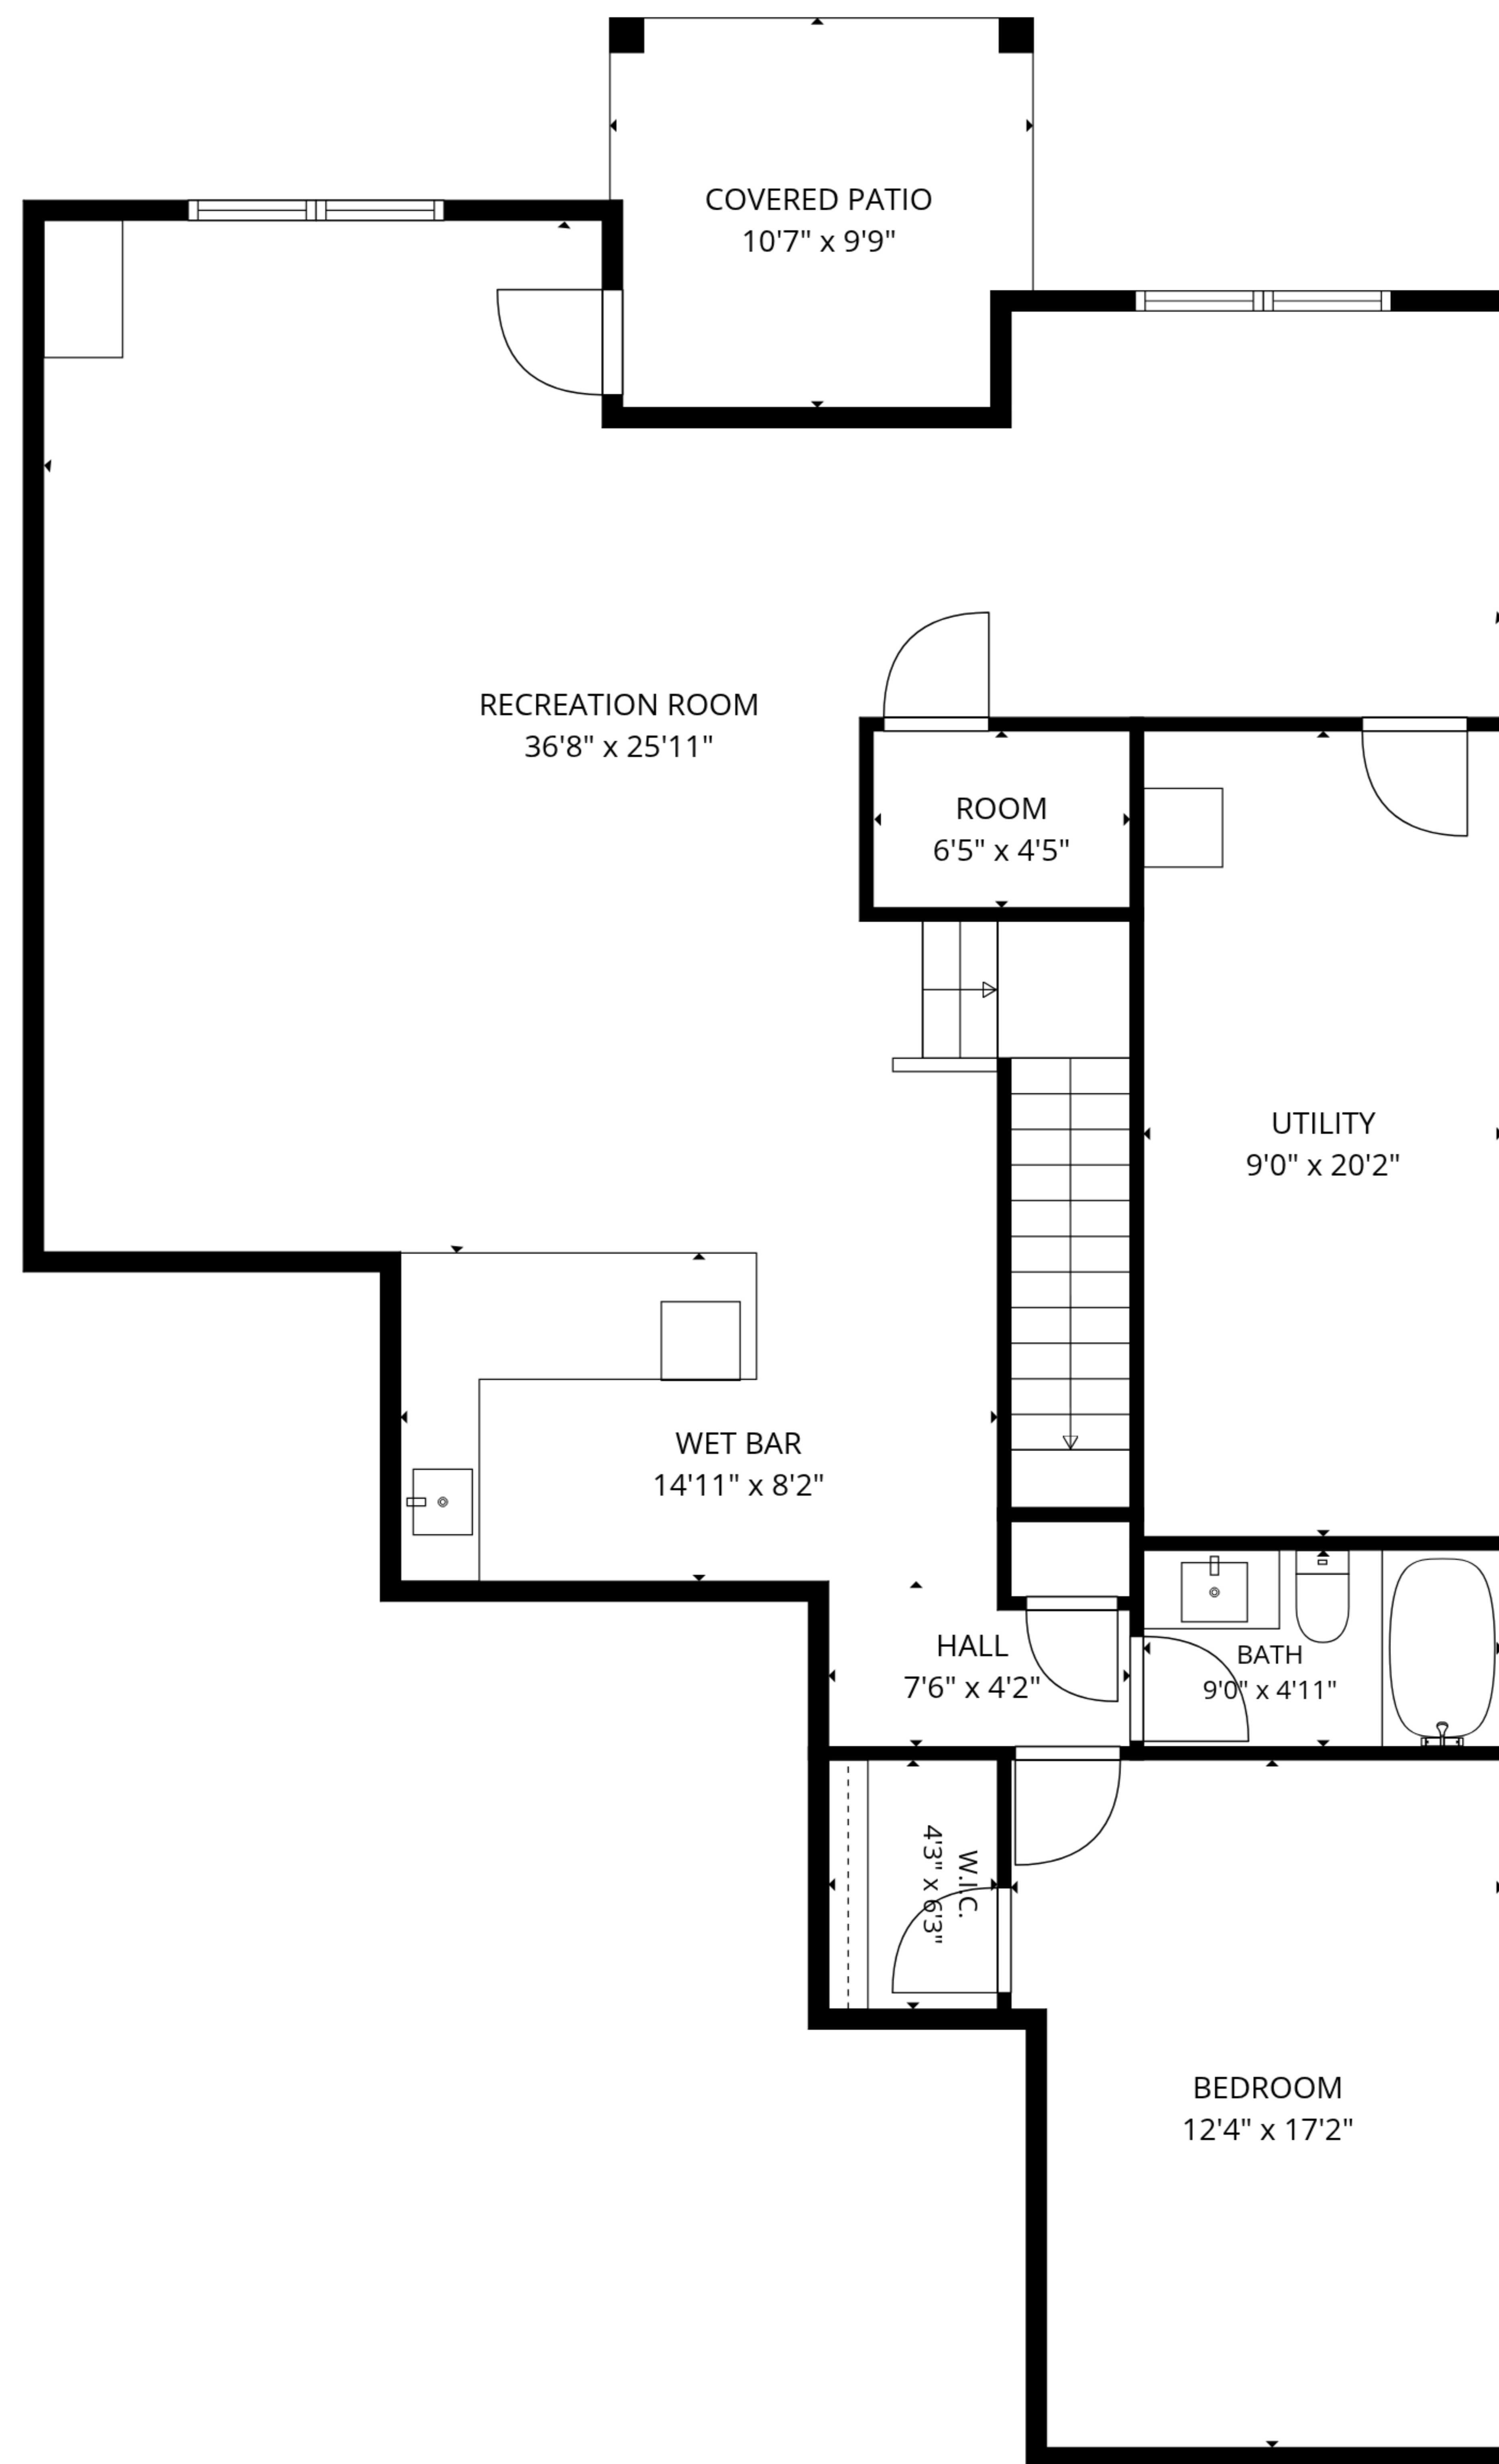 COVERED PATIO
10'7" x 9'9"
RECREATION ROOM
36'8" x 25'11"
ROOM
6'5" x 4'5"
UTILITY
9'0" x 20'2"
WET BAR
14'11" x 8'2"
HALL
7'6" x 4'2"
BATH
9'0" x 4'11"
W.I.C.
4'3" x 6'3"
BEDROOM
12'4" x 17'2"